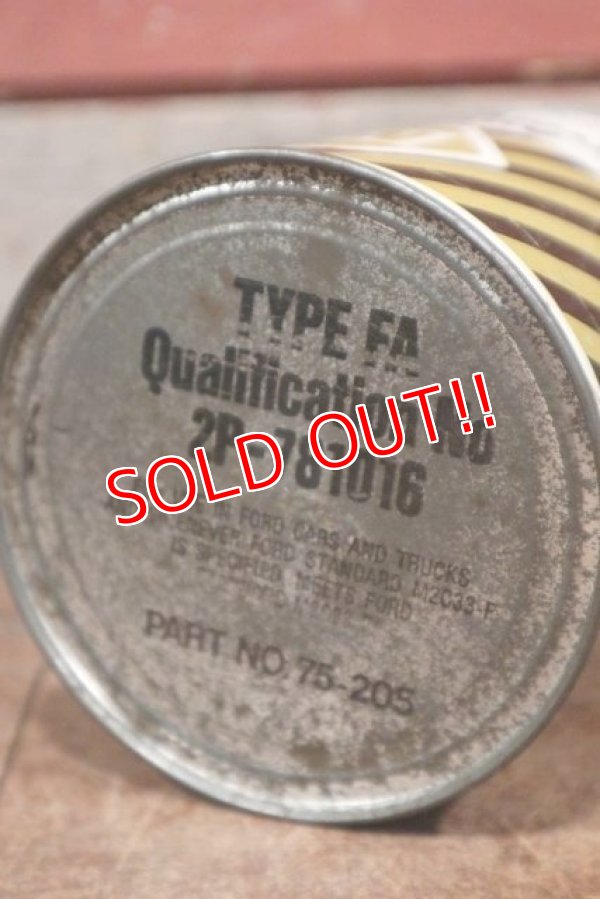 TYPE FA
Qualification No
2P-781016
FORD CARS AND TRUCKS
FORD STANDARD M2C33-F
IS SPECIFIED MEETS FORD
PART NO. 75-205
SOLD OUT!!